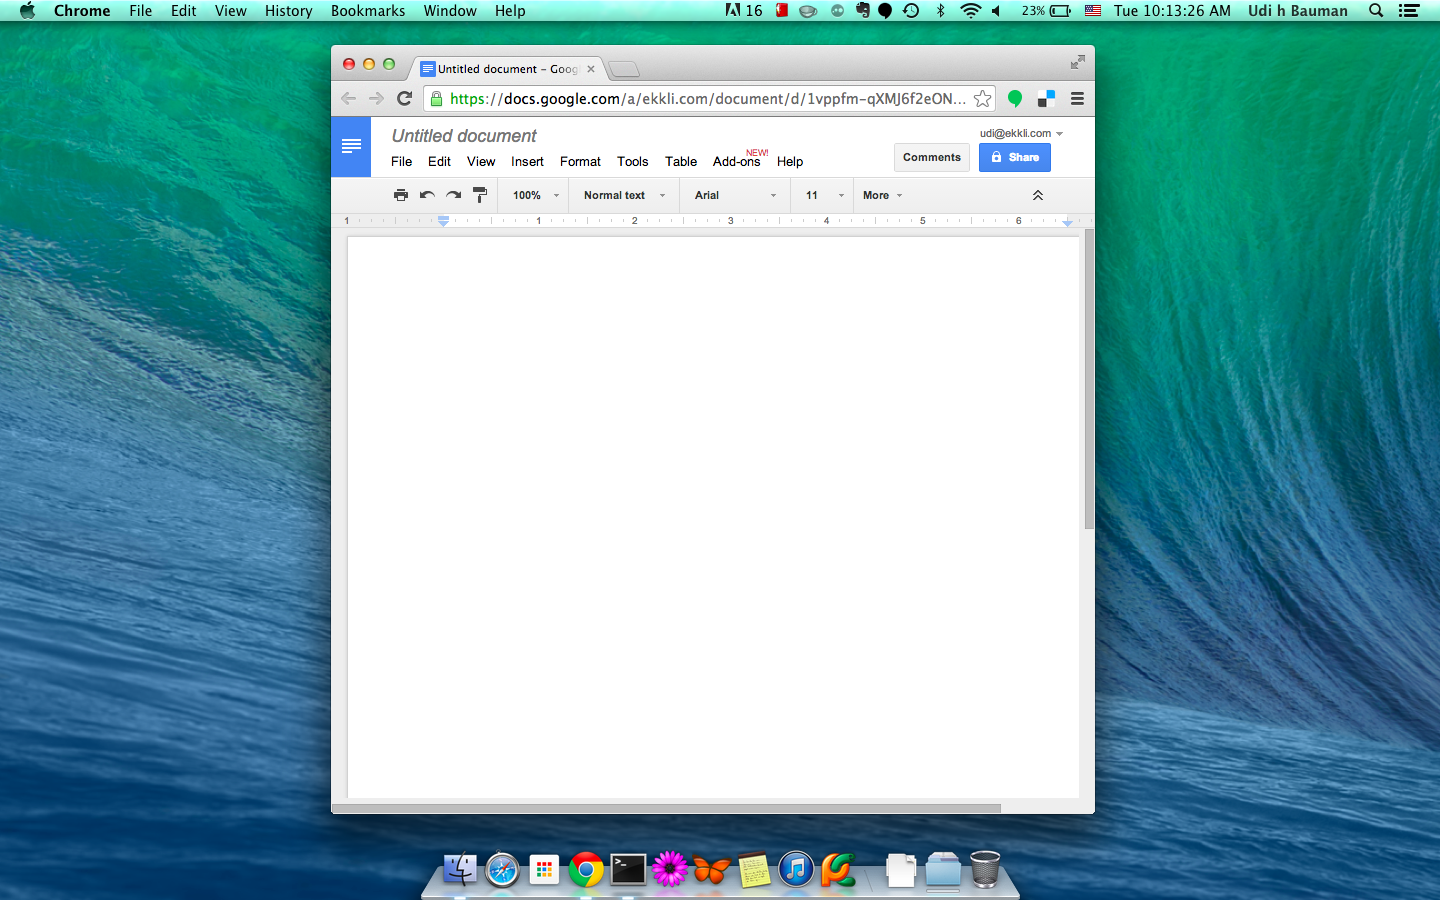 Chrome File Edit View History Bookmarks Window Help 16 23% Tue 10:13:26 AM Udi h Bauman
Untitled document – Goog
https://docs.google.com/a/ekkli.com/document/d/1vppfm-qXMJ6f2eON...
Untitled document
udi@ekkli.com
File Edit View Insert Format Tools Table Add-ons NEW! Help
Comments Share
100% Normal text Arial 11 More
1 1 2 3 4 5 6
>_